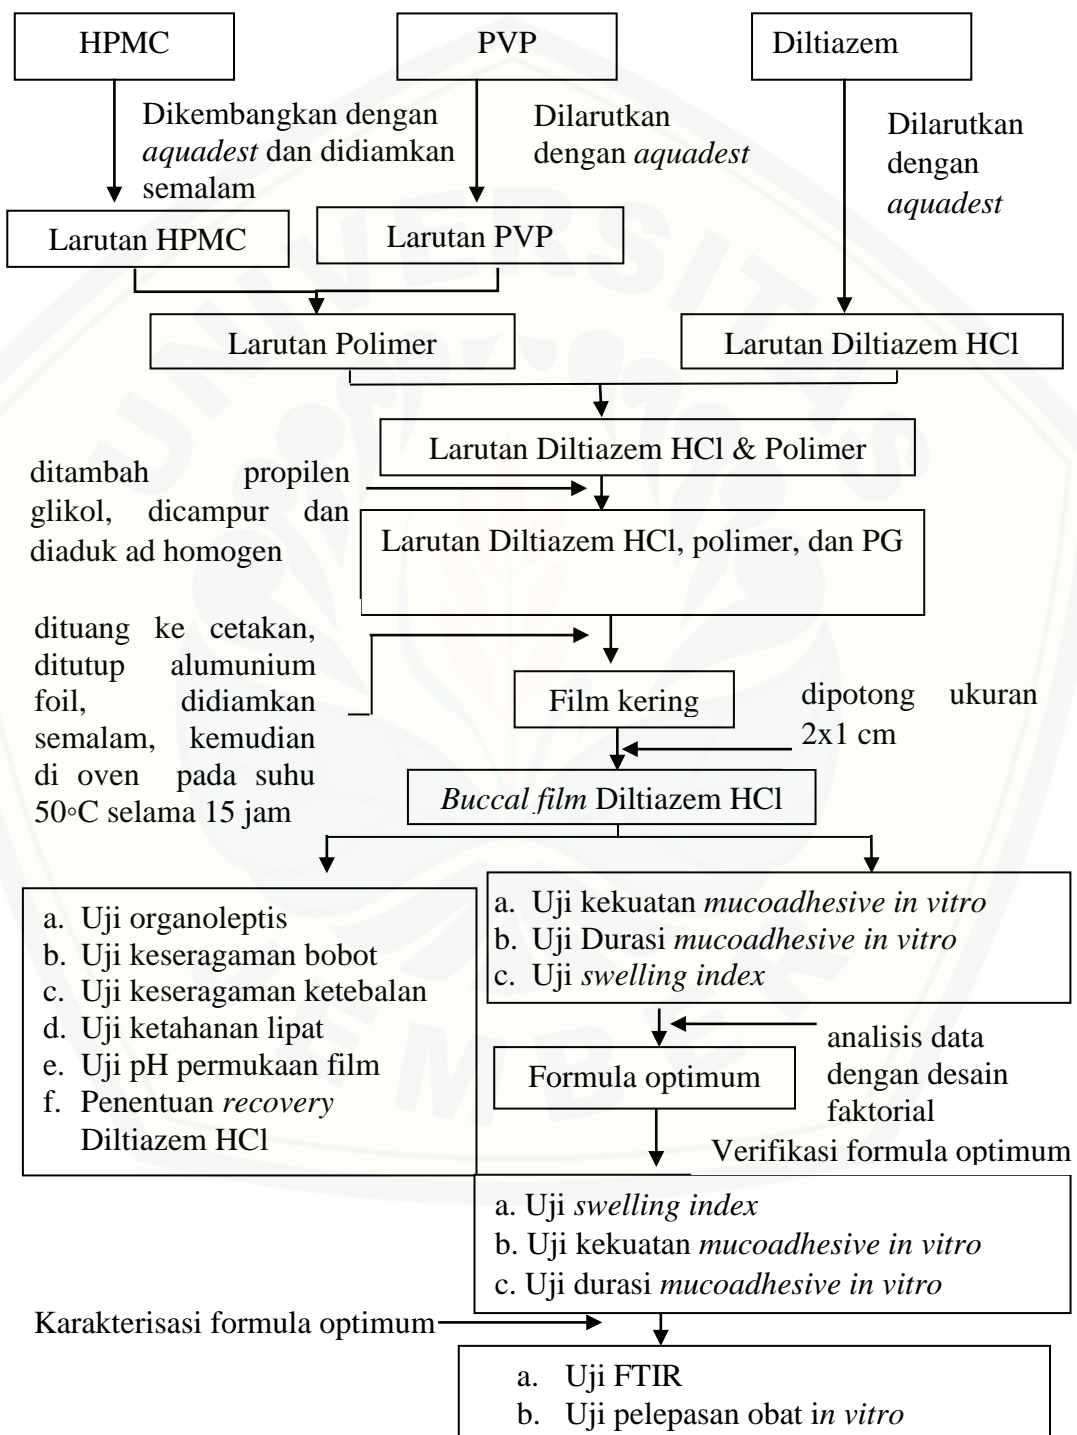 HPMC
PVP
Diltiazem
Dikembangkan dengan
aquadest dan didiamkan
semalam
Dilarutkan
dengan aquadest
Dilarutkan
dengan
aquadest
Larutan HPMC
Larutan PVP
Larutan Polimer
Larutan Diltiazem HCl
Larutan Diltiazem HCl & Polimer
ditambah propilen
glikol, dicampur dan
diaduk ad homogen
Larutan Diltiazem HCl, polimer, dan PG
dituang ke cetakan,
ditutup alumunium
foil, didiamkan
semalam, kemudian
di oven pada suhu
50◦C selama 15 jam
Film kering
dipotong ukuran
2x1 cm
Buccal film Diltiazem HCl
a. Uji organoleptis
b. Uji keseragaman bobot
c. Uji keseragaman ketebalan
d. Uji ketahanan lipat
e. Uji pH permukaan film
f. Penentuan recovery
Diltiazem HCl
a. Uji kekuatan mucoadhesive in vitro
b. Uji Durasi mucoadhesive in vitro
c. Uji swelling index
analisis data
dengan desain
faktorial
Formula optimum
Verifikasi formula optimum
a. Uji swelling index
b. Uji kekuatan mucoadhesive in vitro
c. Uji durasi mucoadhesive in vitro
Karakterisasi formula optimum
a. Uji FTIR
b. Uji pelepasan obat in vitro
UNIVERSITAS
JEMBER